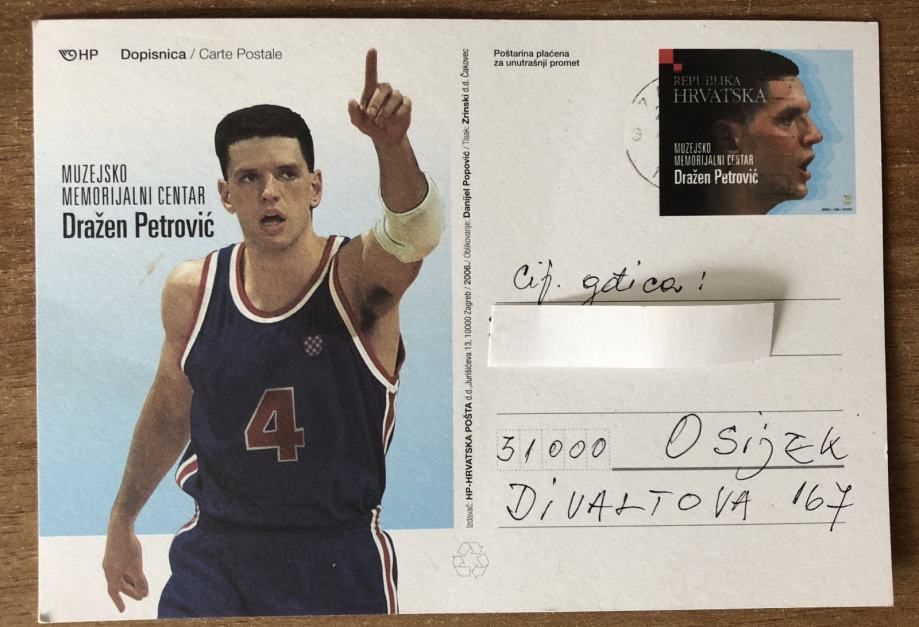 HP Dopisnica / Carte Postale
MUZEJSKO
MEMORIJALNI CENTAR
Dražen Petrović
4
Izdavač: HP-HRVATSKA POŠTA d.d., Jurišićeva 13, 10000 Zagreb / 2006. / Oblikovanje: Danijel Popović / Tisak: Zrinski d.d. Čakovec
Poštarina plaćena
za unutrašnji promet
REPUBLIKA
HRVATSKA
MUZEJSKO
MEMORIJALNI CENTAR
Dražen Petrović
HP
Cij. gđica!
31000 Osijek
DIVALTOVA 167